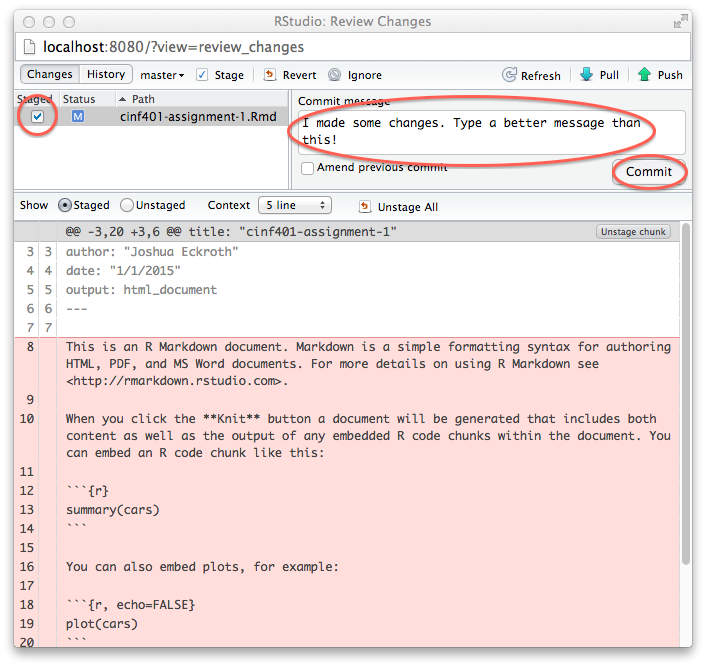 RStudio: Review Changes
localhost:8080/?view=review_changes
Changes History master Stage Revert Ignore Refresh Pull Push
Staged Status Path
M cinf401-assignment-1.Rmd
Commit message
I made some changes. Type a better message than
this!
Amend previous commit
Commit
Show Staged Unstaged Context 5 line Unstage All
@@ -3,20 +3,6 @@ title: "cinf401-assignment-1" Unstage chunk
3 3 author: "Joshua Eckroth"
4 4 date: "1/1/2015"
5 5 output: html_document
6 6 ---
7 7
8 This is an R Markdown document. Markdown is a simple formatting syntax for authoring
HTML, PDF, and MS Word documents. For more details on using R Markdown see
<http://rmarkdown.rstudio.com>.
9
10 When you click the **Knit** button a document will be generated that includes both
content as well as the output of any embedded R code chunks within the document. You
can embed an R code chunk like this:
11
12 ```{r}
13 summary(cars)
14 ```
15
16 You can also embed plots, for example:
17
18 ```{r, echo=FALSE}
19 plot(cars)
20 ```